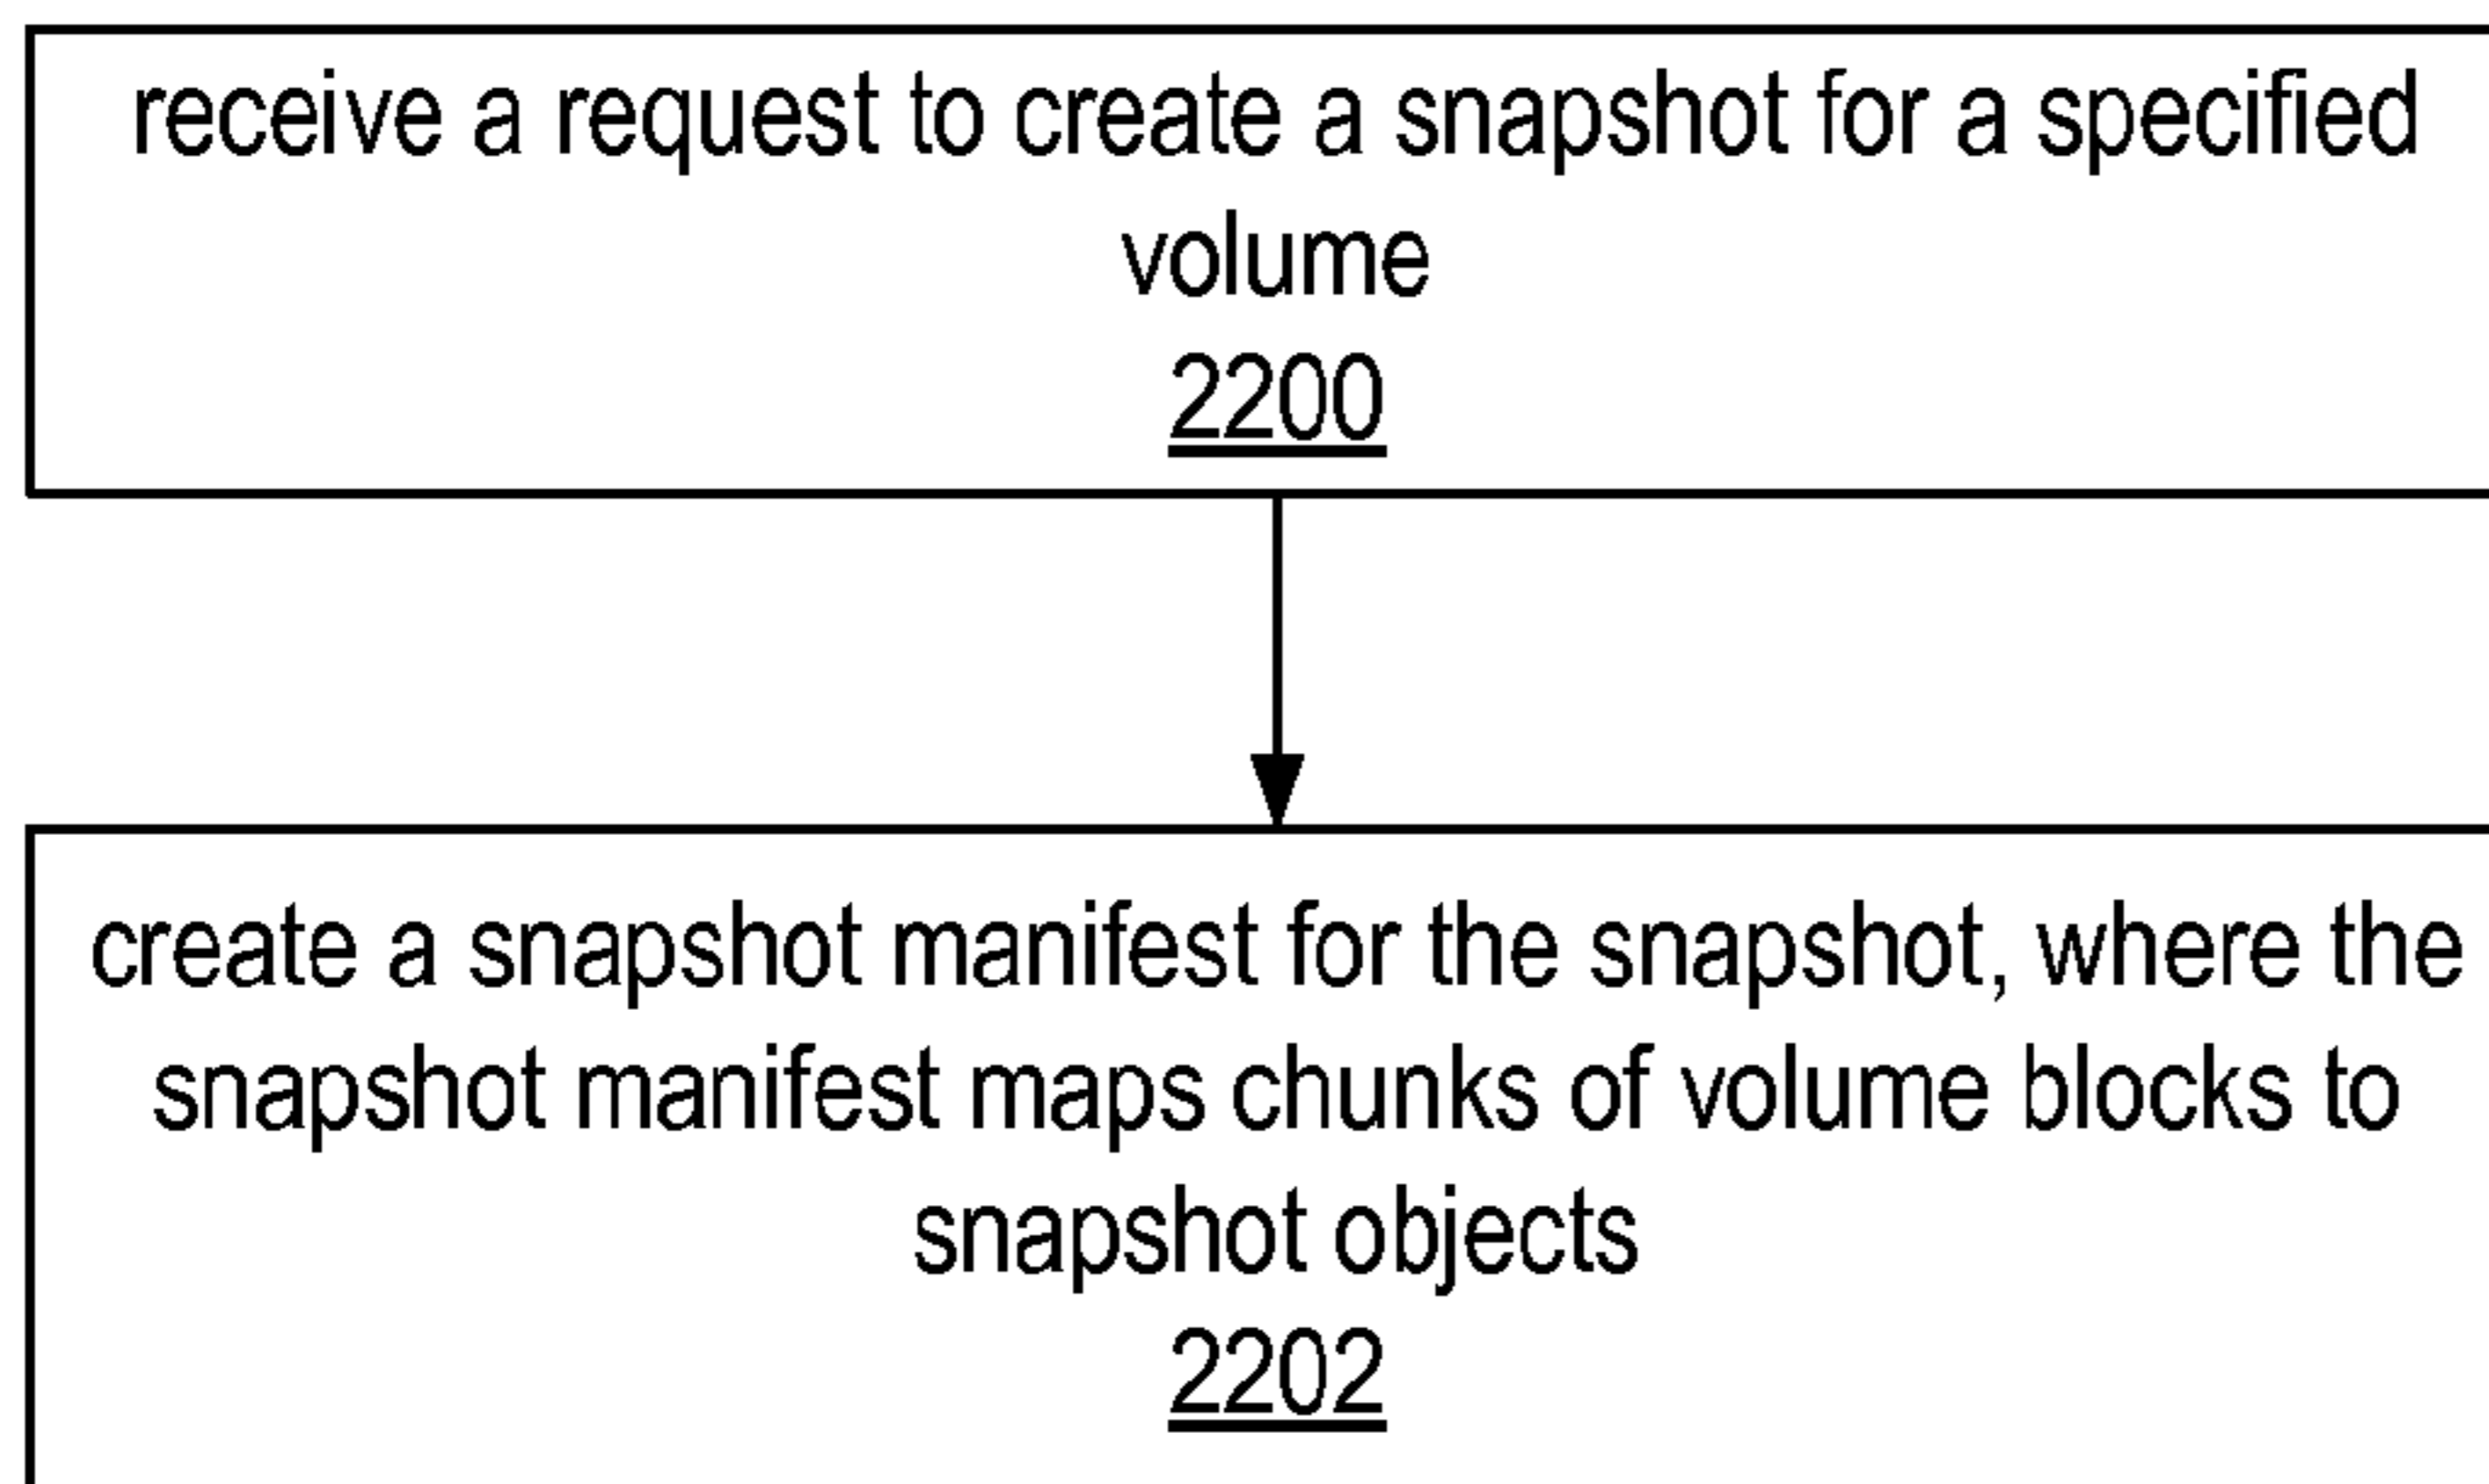 receive a request to create a snapshot for a specified
volume
2200
create a snapshot manifest for the snapshot, where the
snapshot manifest maps chunks of volume blocks to
snapshot objects
2202